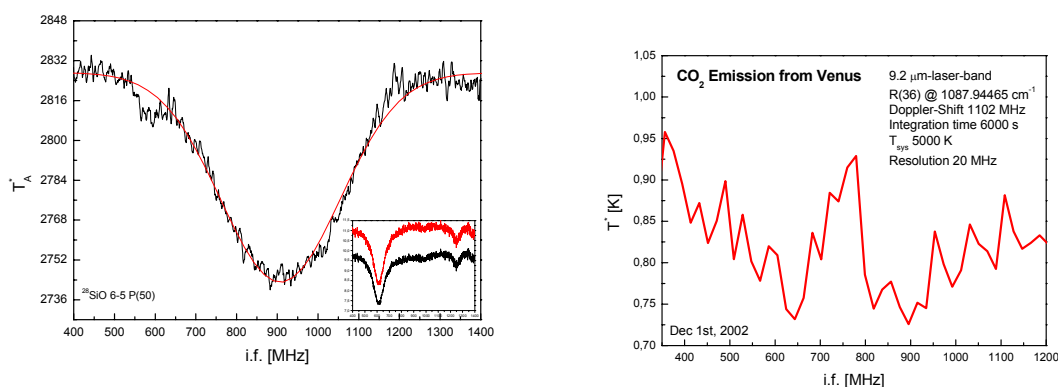 2848
2832
2816
2800
2784
2768
2752
2736
T*A
400 500 600 700 800 900 1000 1100 1200 1300 1400
i.f. [MHz]
28SiO 6-5 P(50)
1,05
1,00
0,95
0,90
0,85
0,80
0,75
0,70
T* [K]
CO2 Emission from Venus
9.2 μm-laser-band
R(36) @ 1087.94465 cm-1
Doppler-Shift 1102 MHz
Integration time 6000 s
Tsys 5000 K
Resolution 20 MHz
Dec 1st, 2002
400 500 600 700 800 900 1000 1100 1200
i.f. [MHz]